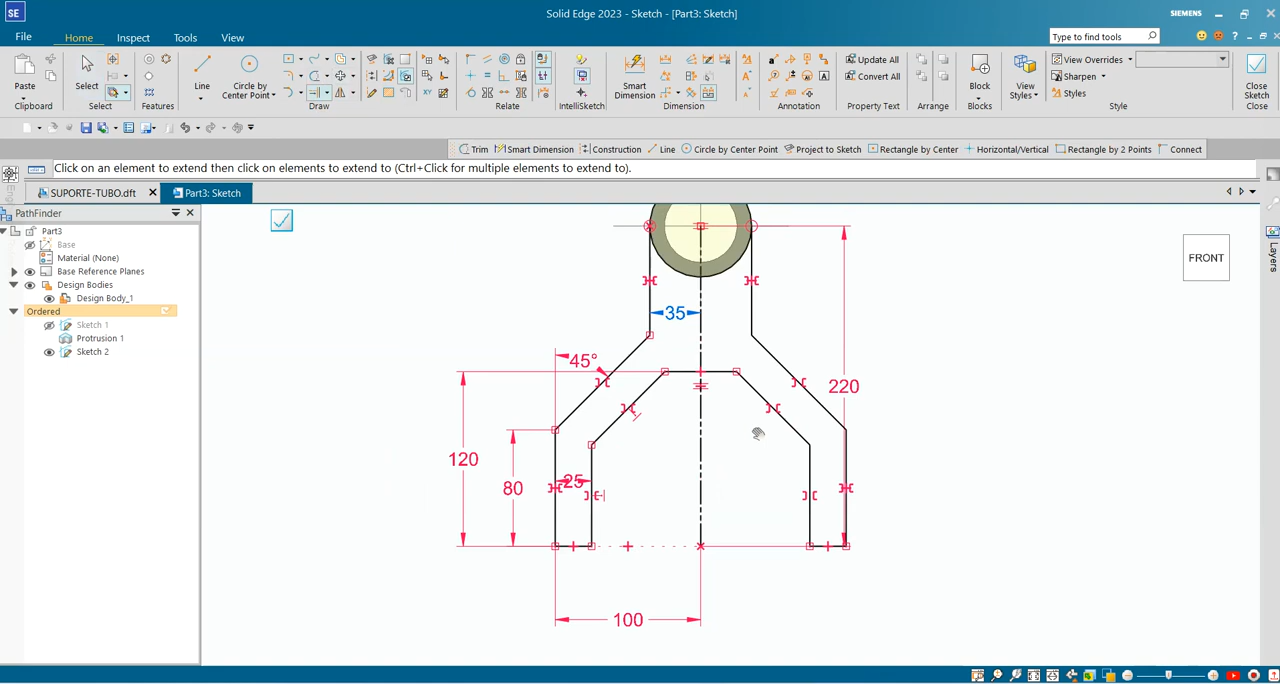 SE
Solid Edge 2023 - Sketch - [Part3: Sketch]
SIEMENS
File
Home
Inspect
Tools
View
Type to find tools
Paste
Clipboard
Select
Select
Features
Line
Circle by
Center Point
Draw
Relate
IntelliSketch
Smart
Dimension
Dimension
Annotation
Update All
Convert All
Property Text
Arrange
Block
Blocks
View
Styles
View Overrides
Sharpen
Styles
Style
Close
Sketch
Close
Trim
Smart Dimension
Construction
Line
Circle by Center Point
Project to Sketch
Rectangle by Center
Horizontal/Vertical
Rectangle by 2 Points
Connect
Click on an element to extend then click on elements to extend to (Ctrl+Click for multiple elements to extend to).
SUPORTE-TUBO.dft
Part3: Sketch
PathFinder
Part3
Base
Material (None)
Base Reference Planes
Design Bodies
Design Body_1
Ordered
Sketch 1
Protrusion 1
Sketch 2
FRONT
Layers
35
45°
220
120
80
25
100